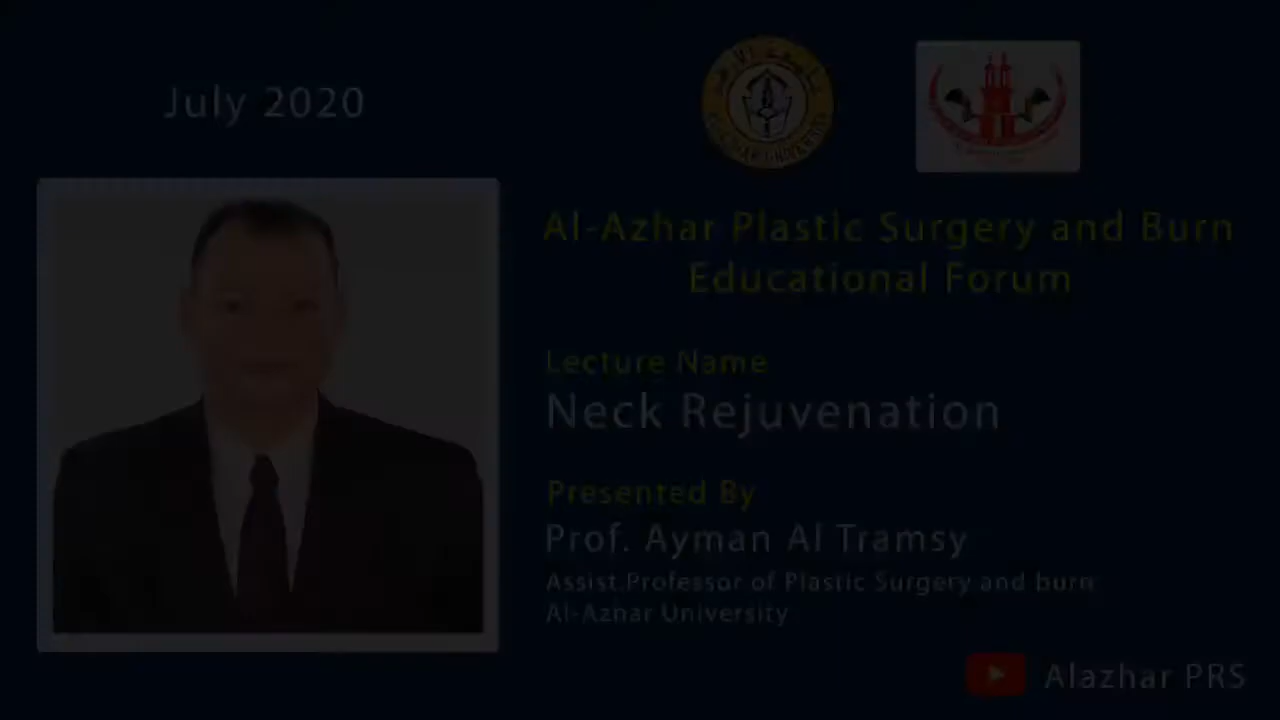 July 2020
Al-Azhar Plastic Surgery and Burn
Educational Forum
Lecture Name
Neck Rejuvenation
Presented By
Prof. Ayman Al Tramsy
Assist.Professor of Plastic Surgery and burn
Al-Azhar University
Alazhar PRS